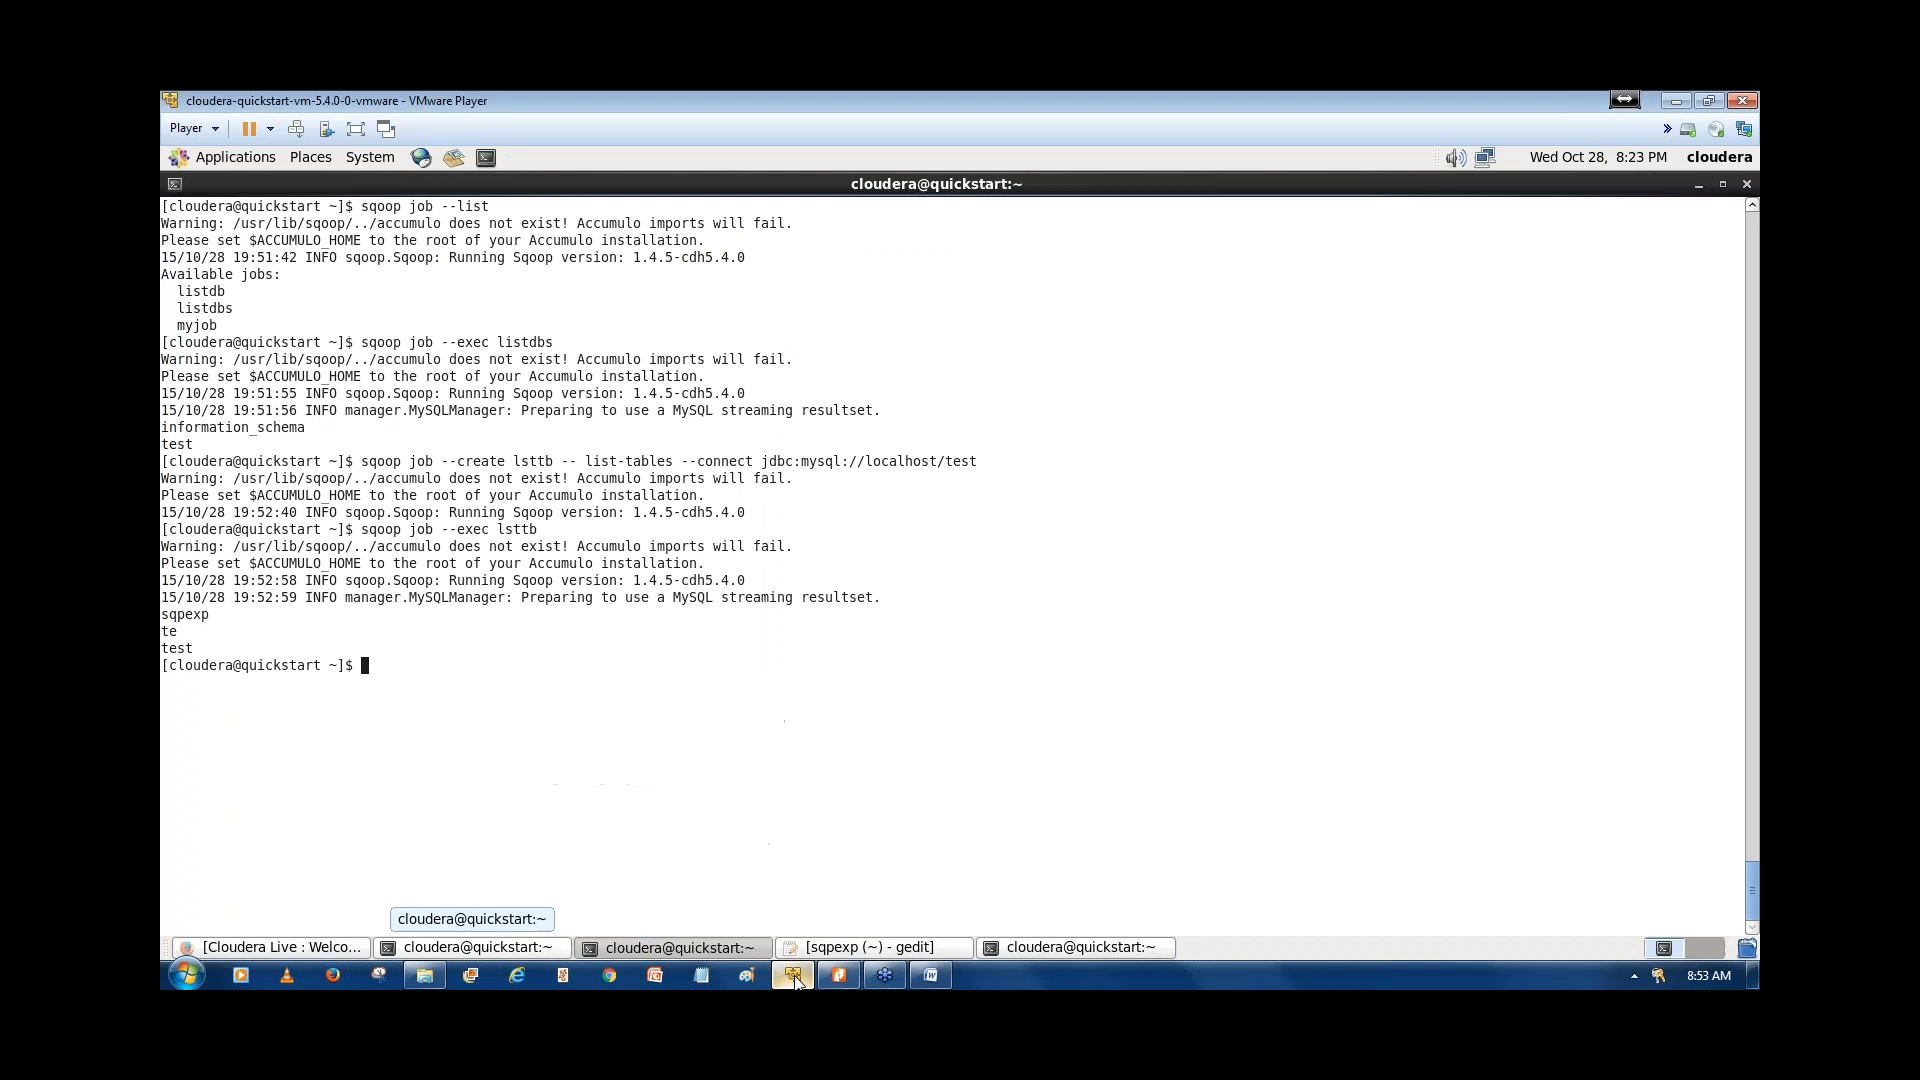 cloudera-quickstart-vm-5.4.0-0-vmware - VMware Player
Player
Applications Places System
Wed Oct 28, 8:23 PM cloudera
cloudera@quickstart:~
[cloudera@quickstart ~]$ sqoop job --list
Warning: /usr/lib/sqoop/../accumulo does not exist! Accumulo imports will fail.
Please set $ACCUMULO_HOME to the root of your Accumulo installation.
15/10/28 19:51:42 INFO sqoop.Sqoop: Running Sqoop version: 1.4.5-cdh5.4.0
Available jobs:
  listdb
  listdbs
  myjob
[cloudera@quickstart ~]$ sqoop job --exec listdbs
Warning: /usr/lib/sqoop/../accumulo does not exist! Accumulo imports will fail.
Please set $ACCUMULO_HOME to the root of your Accumulo installation.
15/10/28 19:51:55 INFO sqoop.Sqoop: Running Sqoop version: 1.4.5-cdh5.4.0
15/10/28 19:51:56 INFO manager.MySQLManager: Preparing to use a MySQL streaming resultset.
information_schema
test
[cloudera@quickstart ~]$ sqoop job --create lsttb -- list-tables --connect jdbc:mysql://localhost/test
Warning: /usr/lib/sqoop/../accumulo does not exist! Accumulo imports will fail.
Please set $ACCUMULO_HOME to the root of your Accumulo installation.
15/10/28 19:52:40 INFO sqoop.Sqoop: Running Sqoop version: 1.4.5-cdh5.4.0
[cloudera@quickstart ~]$ sqoop job --exec lsttb
Warning: /usr/lib/sqoop/../accumulo does not exist! Accumulo imports will fail.
Please set $ACCUMULO_HOME to the root of your Accumulo installation.
15/10/28 19:52:58 INFO sqoop.Sqoop: Running Sqoop version: 1.4.5-cdh5.4.0
15/10/28 19:52:59 INFO manager.MySQLManager: Preparing to use a MySQL streaming resultset.
sqpexp
te
test
[cloudera@quickstart ~]$
cloudera@quickstart:~
[Cloudera Live : Welco... cloudera@quickstart:~ cloudera@quickstart:~ [sqpexp (~) - gedit] cloudera@quickstart:~
8:53 AM